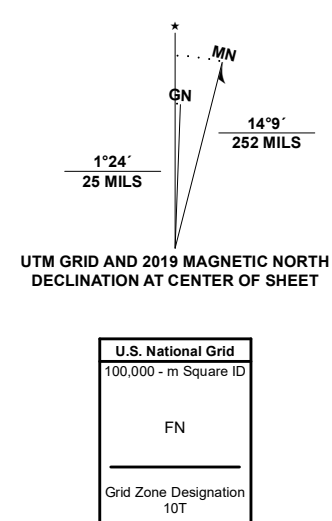 ★
MN
GN
1°24´
25 MILS
14°9´
252 MILS
UTM GRID AND 2019 MAGNETIC NORTH
DECLINATION AT CENTER OF SHEET
U.S. National Grid
100,000 - m Square ID
FN
Grid Zone Designation
10T